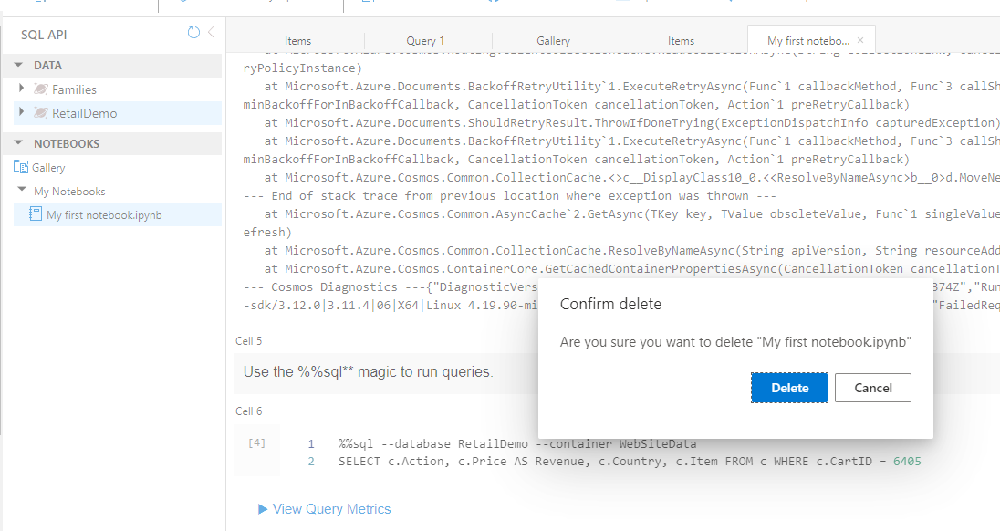 SQL API
DATA
Families
RetailDemo
NOTEBOOKS
Gallery
My Notebooks
My first notebook.ipynb
Items
Query 1
Gallery
Items
My first notebo...
ryPolicyInstance)
at Microsoft.Azure.Documents.BackoffRetryUtility`1.ExecuteRetryAsync(Func`1 callbackMethod, Func`3 callSh
minBackoffForInBackoffCallback, CancellationToken cancellationToken, Action`1 preRetryCallback)
at Microsoft.Azure.Documents.ShouldRetryResult.ThrowIfDoneTrying(ExceptionDispatchInfo capturedException)
at Microsoft.Azure.Documents.BackoffRetryUtility`1.ExecuteRetryAsync(Func`1 callbackMethod, Func`3 callSh
minBackoffForInBackoffCallback, CancellationToken cancellationToken, Action`1 preRetryCallback)
at Microsoft.Azure.Cosmos.Common.CollectionCache.<>c__DisplayClass10_0.<<ResolveByNameAsync>b__0>d.MoveNe
--- End of stack trace from previous location where exception was thrown ---
at Microsoft.Azure.Cosmos.Common.AsyncCache`2.GetAsync(TKey key, TValue obsoleteValue, Func`1 singleValue
efresh)
at Microsoft.Azure.Cosmos.Common.CollectionCache.ResolveByNameAsync(String apiVersion, String resourceAdd
at Microsoft.Azure.Cosmos.ContainerCore.GetCachedContainerPropertiesAsync(CancellationToken cancellationT
--- Cosmos Diagnostics ---{"DiagnosticVers 374Z","Run
-sdk/3.12.0|3.11.4|06|X64|Linux 4.19.90-mi "FailedReq
Confirm delete
Are you sure you want to delete "My first notebook.ipynb"
Delete
Cancel
Cell 5
Use the %%sql** magic to run queries.
Cell 6
[4]
1 %%sql --database RetailDemo --container WebSiteData
2 SELECT c.Action, c.Price AS Revenue, c.Country, c.Item FROM c WHERE c.CartID = 6405
View Query Metrics